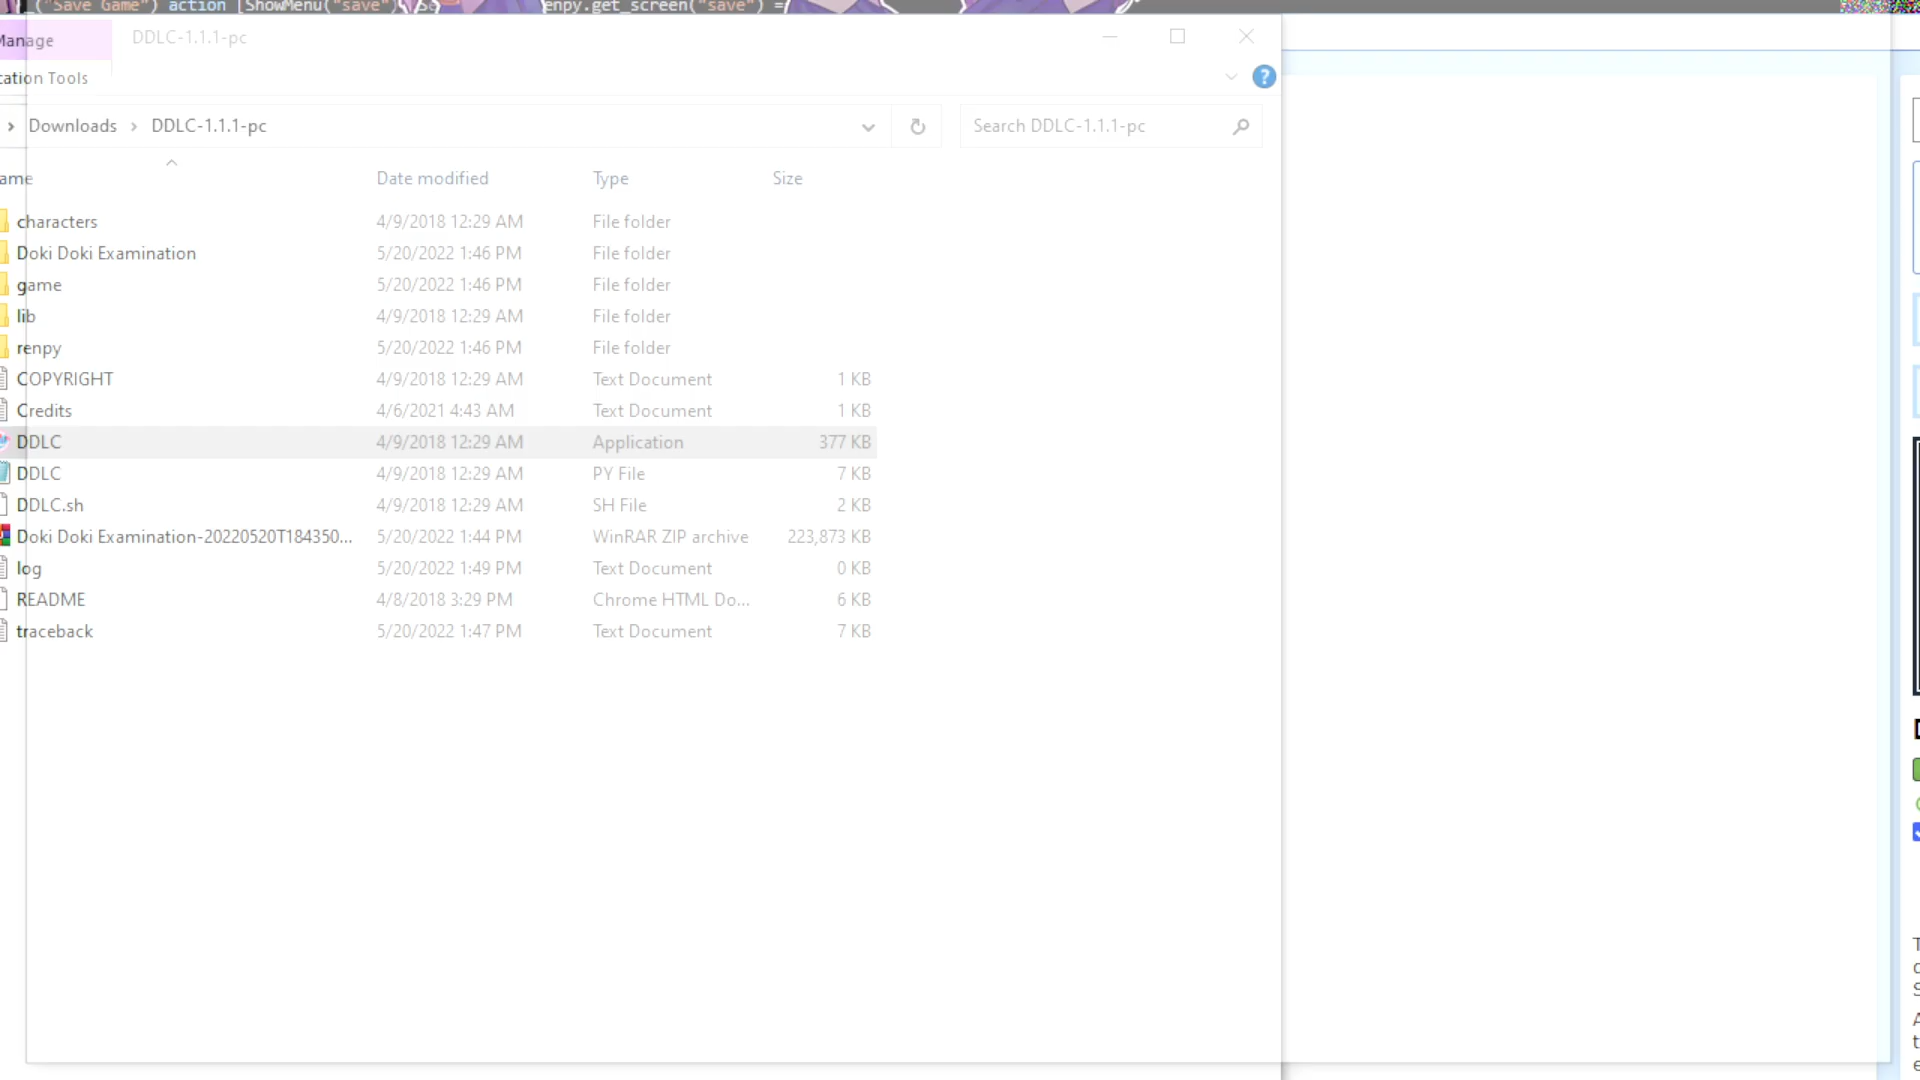 ("Save Game") action [ShowMenu("save") enpy.get_screen("save") =
Manage
DDLC-1.1.1-pc
cation Tools
?
Downloads
DDLC-1.1.1-pc
Search DDLC-1.1.1-pc
ame
Date modified
Type
Size
characters 4/9/2018 12:29 AM File folder
Doki Doki Examination 5/20/2022 1:46 PM File folder
game 5/20/2022 1:46 PM File folder
lib 4/9/2018 12:29 AM File folder
renpy 5/20/2022 1:46 PM File folder
COPYRIGHT 4/9/2018 12:29 AM Text Document 1 KB
Credits 4/6/2021 4:43 AM Text Document 1 KB
DDLC 4/9/2018 12:29 AM Application 377 KB
DDLC 4/9/2018 12:29 AM PY File 7 KB
DDLC.sh 4/9/2018 12:29 AM SH File 2 KB
Doki Doki Examination-20220520T184350... 5/20/2022 1:44 PM WinRAR ZIP archive 223,873 KB
log 5/20/2022 1:49 PM Text Document 0 KB
README 4/8/2018 3:29 PM Chrome HTML Do... 6 KB
traceback 5/20/2022 1:47 PM Text Document 7 KB